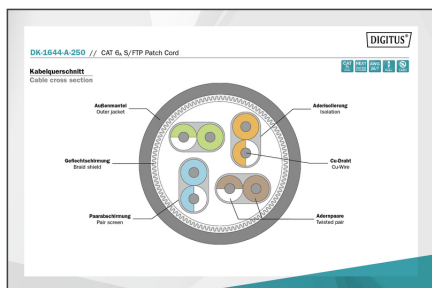 DIGITUS®
DK-1644-A-250 // CAT 6A S/FTP Patch Cord
Kabelquerschnitt
Cable cross section
Außenmantel
Outer jacket
Aderisolierung
Isolation
Geflechtschirmung
Braid shield
Cu-Draht
Cu-Wire
Paarabschirmung
Pair screen
Adernpaare
Twisted pair